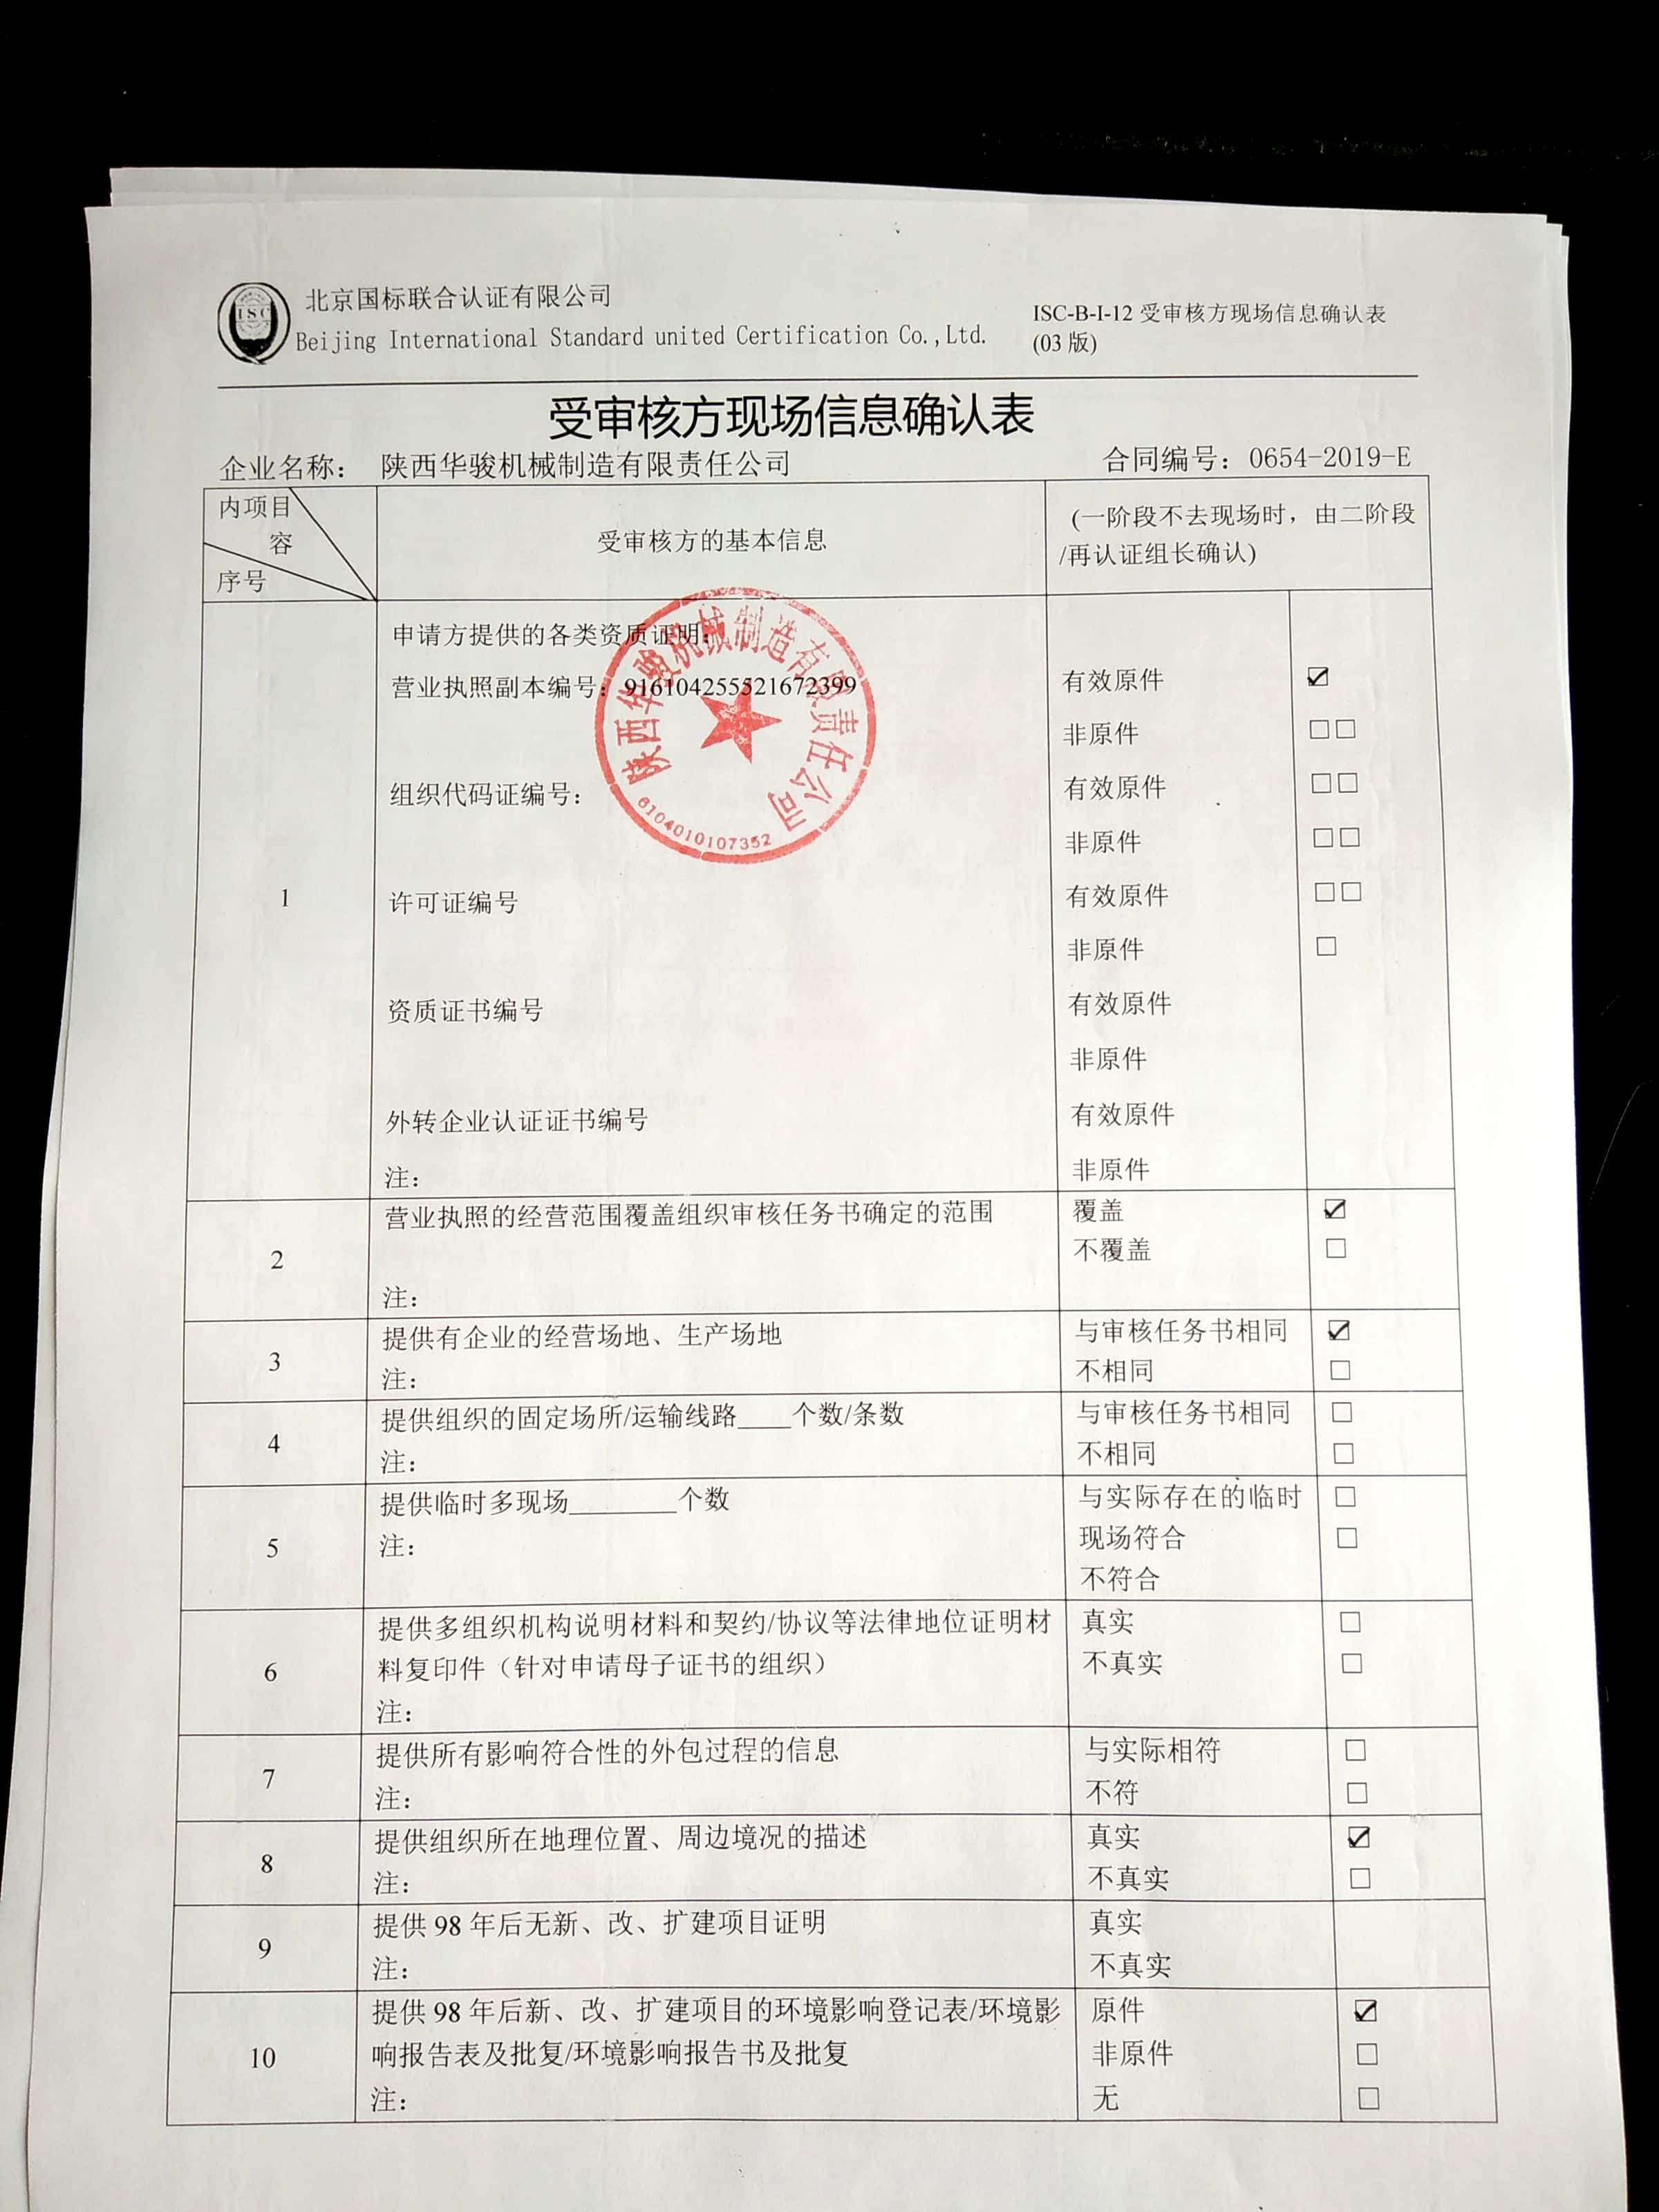 ISC
北京国标联合认证有限公司
Beijing International Standard united Certification Co.,Ltd.
ISC-B-I-12 受审核方现场信息确认表
(03 版)
受审核方现场信息确认表
企业名称： 陕西华骏机械制造有限责任公司
合同编号：0654-2019-E
内项目
容
序号
受审核方的基本信息
(一阶段不去现场时，由二阶段
/再认证组长确认)
1
申请方提供的各类资质证明：
营业执照副本编号：916104255521672399
有效原件 ☑
非原件 □□
组织代码证编号：
有效原件 □□
非原件 □□
许可证编号
有效原件 □□
非原件 □
资质证书编号
有效原件
非原件
外转企业认证证书编号
有效原件
注：
非原件
陕西华骏机械制造有限责任公司
6104010107352
2
营业执照的经营范围覆盖组织审核任务书确定的范围
注：
覆盖 ☑
不覆盖 □
3
提供有企业的经营场地、生产场地
注：
与审核任务书相同 ☑
不相同 □
4
提供组织的固定场所/运输线路____个数/条数
注：
与审核任务书相同 □
不相同 □
5
提供临时多现场________个数
注：
与实际存在的临时 □
现场符合 □
不符合
6
提供多组织机构说明材料和契约/协议等法律地位证明材
料复印件（针对申请母子证书的组织）
注：
真实 □
不真实 □
7
提供所有影响符合性的外包过程的信息
注：
与实际相符 □
不符 □
8
提供组织所在地理位置、周边境况的描述
注：
真实 ☑
不真实 □
9
提供 98 年后无新、改、扩建项目证明
注：
真实
不真实
10
提供 98 年后新、改、扩建项目的环境影响登记表/环境影
响报告表及批复/环境影响报告书及批复
注：
原件 ☑
非原件 □
无 □